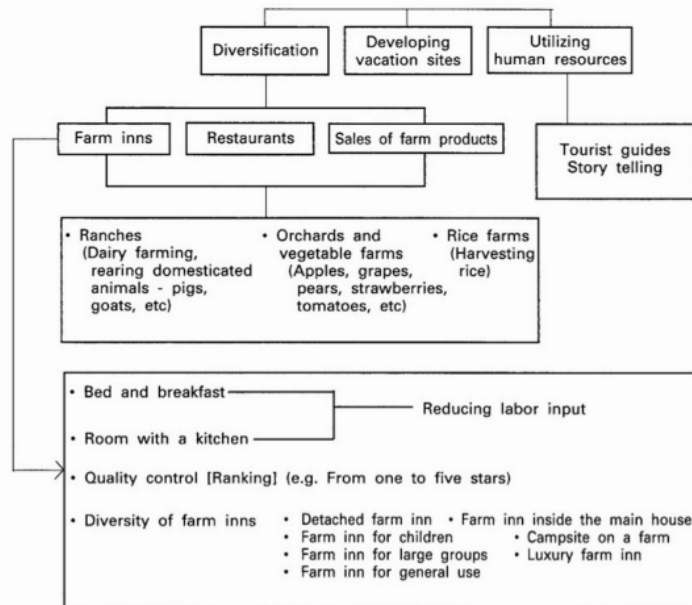 Diversification
Developing
vacation sites
Utilizing
human resources
Farm inns
Restaurants
Sales of farm products
Tourist guides
Story telling
• Ranches
(Dairy farming,
rearing domesticated
animals - pigs,
goats, etc)
• Orchards and
vegetable farms
(Apples, grapes,
pears, strawberries,
tomatoes, etc)
• Rice farms
(Harvesting
rice)
• Bed and breakfast
• Room with a kitchen
Reducing labor input
• Quality control [Ranking] (e.g. From one to five stars)
• Diversity of farm inns
• Detached farm inn • Farm inn inside the main house
• Farm inn for children • Campsite on a farm
• Farm inn for large groups • Luxury farm inn
• Farm inn for general use